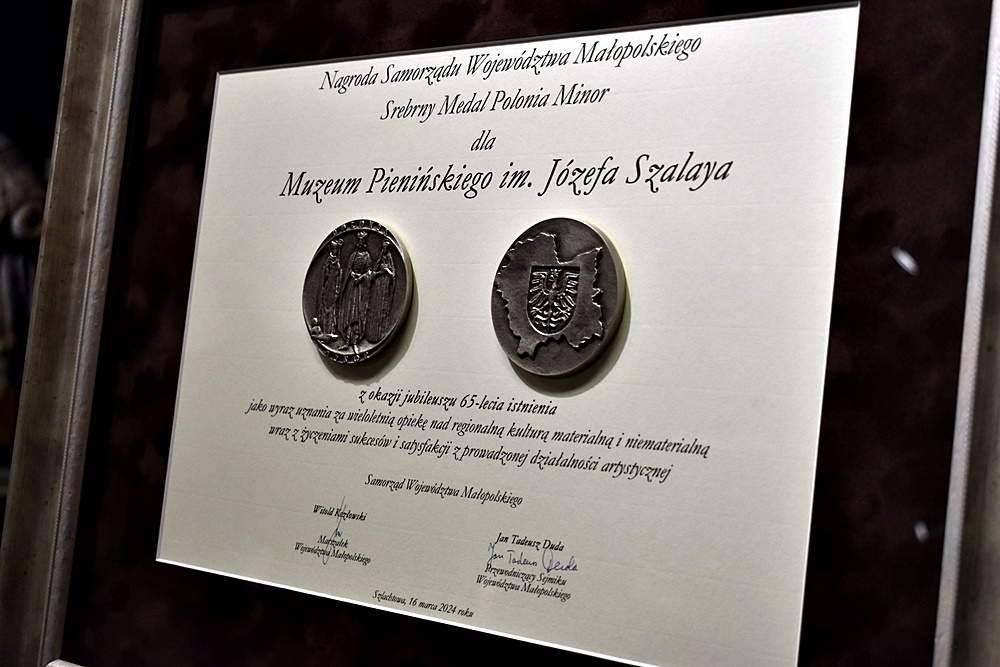 Nagroda Samorządu Województwa Małopolskiego
Srebrny Medal Polonia Minor
dla
Muzeum Pienińskiego im. Józefa Szalaya
z okazji jubileuszu 65-lecia istnienia
jako wyraz uznania za wieloletnią opiekę nad regionalną kulturą materialną i niematerialną
wraz z życzeniami sukcesów i satysfakcji z prowadzonej działalności artystycznej
Samorząd Województwa Małopolskiego
Witold Kozłowski
Marszałek
Województwa Małopolskiego
Jan Tadeusz Duda
Jan Tadeusz Duda
Przewodniczący Sejmiku
Województwa Małopolskiego
Szlachtowa, 16 marca 2024 roku